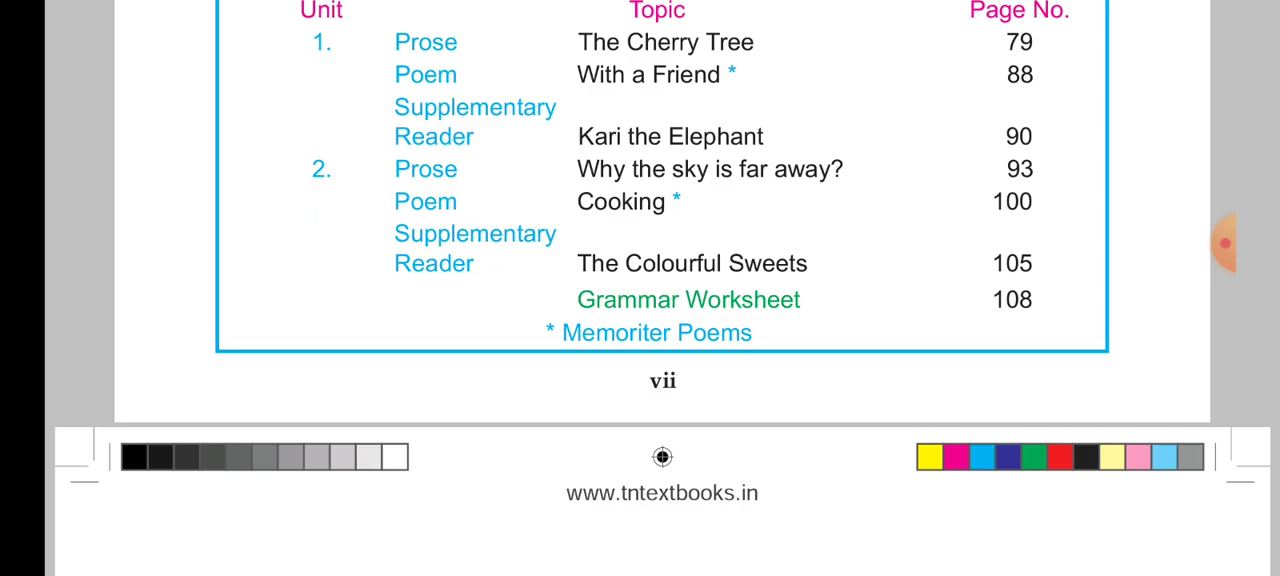 Unit Topic Page No.
1. Prose The Cherry Tree 79
Poem With a Friend * 88
Supplementary
Reader Kari the Elephant 90
2. Prose Why the sky is far away? 93
Poem Cooking * 100
Supplementary
Reader The Colourful Sweets 105
Grammar Worksheet 108
* Memoriter Poems
vii
www.tntextbooks.in